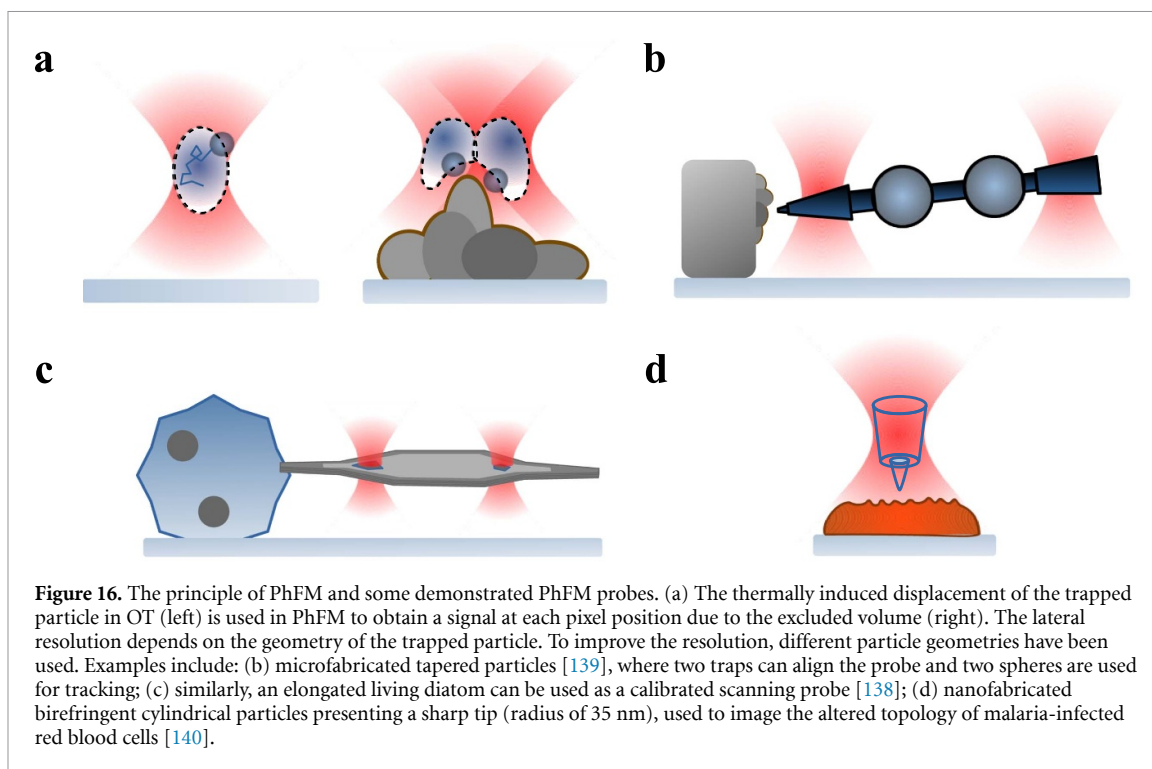 a
b
c
d
Figure 16. The principle of PhFM and some demonstrated PhFM probes. (a) The thermally induced displacement of the trapped
particle in OT (left) is used in PhFM to obtain a signal at each pixel position due to the excluded volume (right). The lateral
resolution depends on the geometry of the trapped particle. To improve the resolution, different particle geometries have been
used. Examples include: (b) microfabricated tapered particles [139], where two traps can align the probe and two spheres are used
for tracking; (c) similarly, an elongated living diatom can be used as a calibrated scanning probe [138]; (d) nanofabricated
birefringent cylindrical particles presenting a sharp tip (radius of 35 nm), used to image the altered topology of malaria-infected
red blood cells [140].